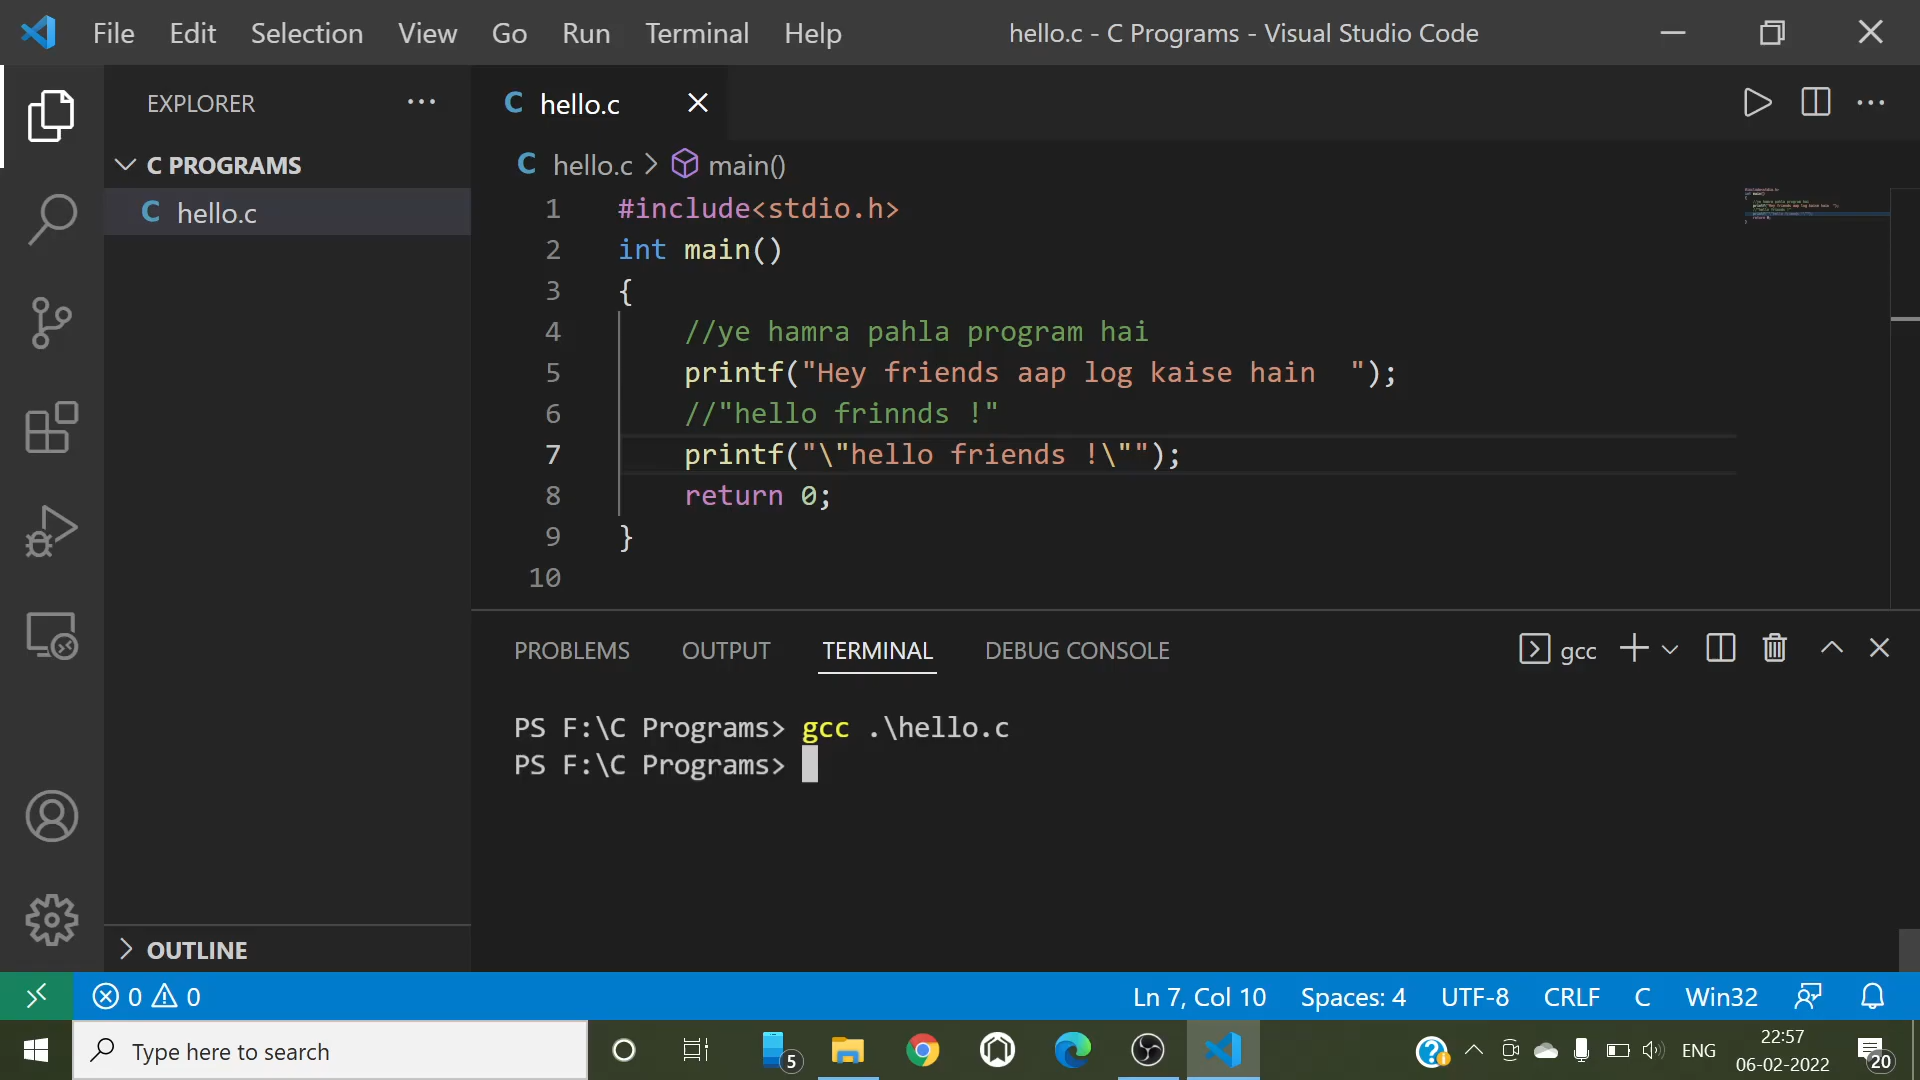 File Edit Selection View Go Run Terminal Help hello.c - C Programs - Visual Studio Code
EXPLORER
C PROGRAMS
hello.c
OUTLINE
hello.c
hello.c > main()
1 #include<stdio.h>
2 int main()
3 {
4 //ye hamra pahla program hai
5 printf("Hey friends aap log kaise hain  ");
6 //"hello frinnds !"
7 printf("\"hello friends !\"");
8 return 0;
9 }
10
PROBLEMS OUTPUT TERMINAL DEBUG CONSOLE gcc
PS F:\C Programs> gcc .\hello.c
PS F:\C Programs>
0 0 Ln 7, Col 10 Spaces: 4 UTF-8 CRLF C Win32
Type here to search 5 ENG 22:57
06-02-2022 20